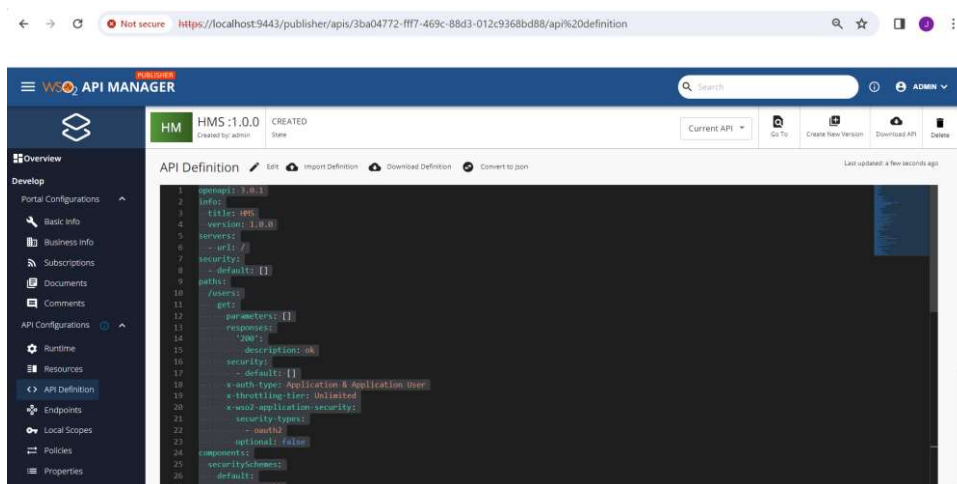 Not secure https://localhost:9443/publisher/apis/3ba04772-fff7-469c-88d3-012c9368bd88/api%20definition
PUBLISHER
WSO2 API MANAGER
Search
ADMIN
HM
HMS :1.0.0
CREATED
Created by: admin
State
Current API
Go To
Create New Version
Download API
Delete
Overview
Develop
Portal Configurations
Basic Info
Business Info
Subscriptions
Documents
Comments
API Configurations
Runtime
Resources
API Definition
Endpoints
Local Scopes
Policies
Properties
API Definition
Edit
Import Definition
Download Definition
Convert to json
Last updated: a few seconds ago
1 openapi: 3.0.1
2 info:
3 title: HMS
4 version: 1.0.0
5 servers:
6 - url: /
7 security:
8 - default: []
9 paths:
10 /users:
11 get:
12 parameters: []
13 responses:
14 '200':
15 description: ok
16 security:
17 - default: []
18 x-auth-type: Application & Application User
19 x-throttling-tier: Unlimited
20 x-wso2-application-security:
21 security-types:
22 - oauth2
23 optional: false
24 components:
25 securitySchemes:
26 default: